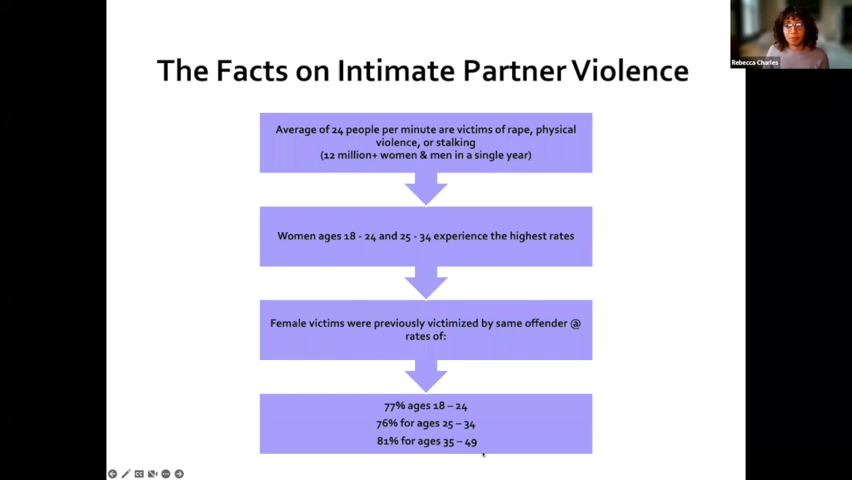 Rebecca Charles
The Facts on Intimate Partner Violence
Average of 24 people per minute are victims of rape, physical
violence, or stalking
(12 million+ women & men in a single year)
Women ages 18 - 24 and 25 - 34 experience the highest rates
Female victims were previously victimized by same offender @
rates of:
77% ages 18 – 24
76% for ages 25 – 34
81% for ages 35 – 49
CC